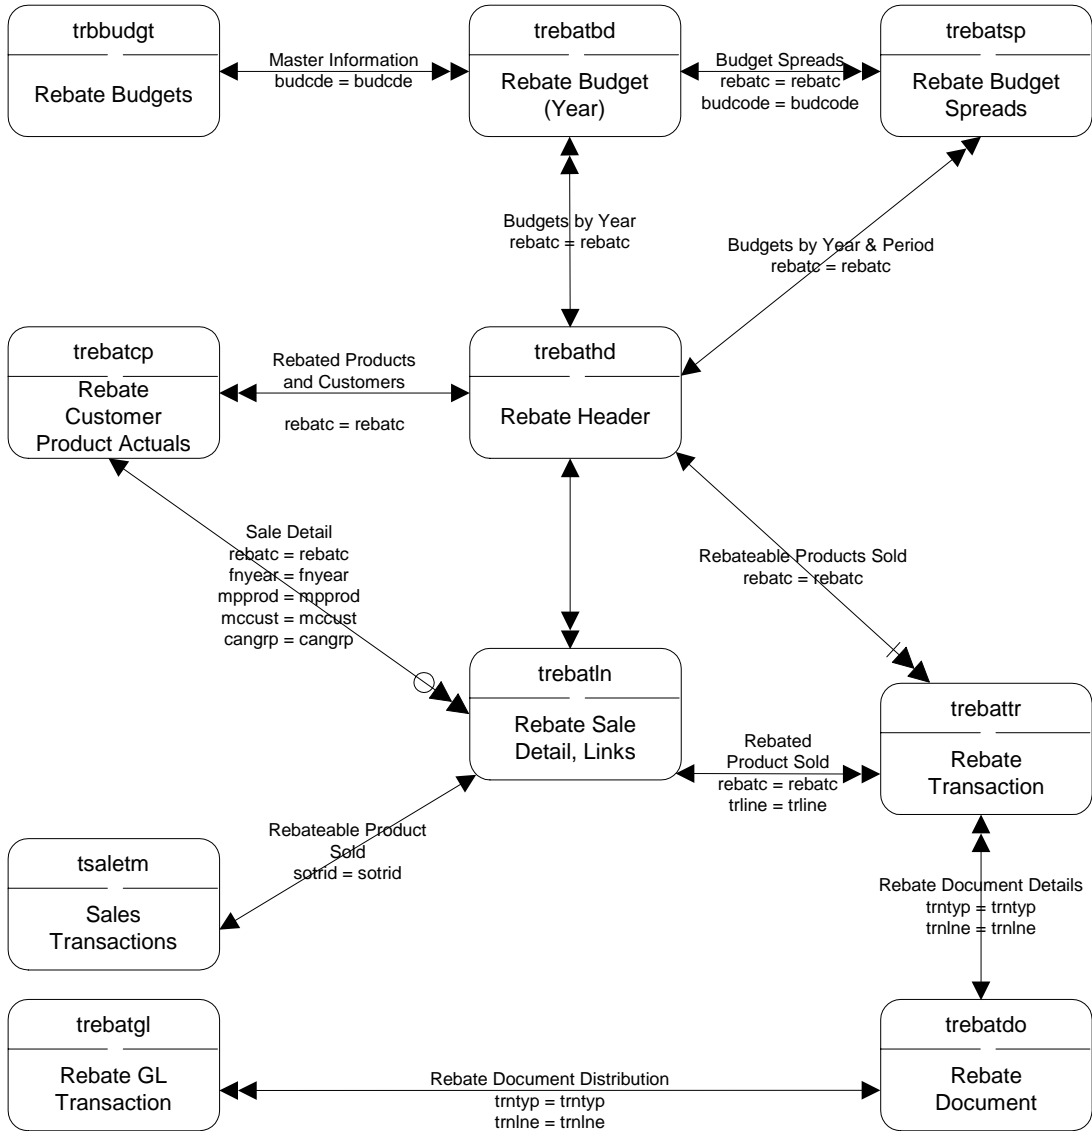 trbbudgt
Rebate Budgets
Master Information
budcde = budcde
trebatbd
Rebate Budget
(Year)
Budget Spreads
rebatc = rebatc
budcode = budcode
trebatsp
Rebate Budget
Spreads
Budgets by Year
rebatc = rebatc
Budgets by Year & Period
rebatc = rebatc
trebatcp
Rebate
Customer
Product Actuals
Rebated Products
and Customers
rebatc = rebatc
trebathd
Rebate Header
Sale Detail
rebatc = rebatc
fnyear = fnyear
mpprod = mpprod
mccust = mccust
cangrp = cangrp
Rebateable Products Sold
rebatc = rebatc
trebatln
Rebate Sale
Detail, Links
Rebated
Product Sold
rebatc = rebatc
trline = trline
trebattr
Rebate
Transaction
Rebateable Product
Sold
sotrid = sotrid
tsaletm
Sales
Transactions
Rebate Document Details
trntyp = trntyp
trnlne = trnlne
trebatgl
Rebate GL
Transaction
Rebate Document Distribution
trntyp = trntyp
trnlne = trnlne
trebatdo
Rebate
Document